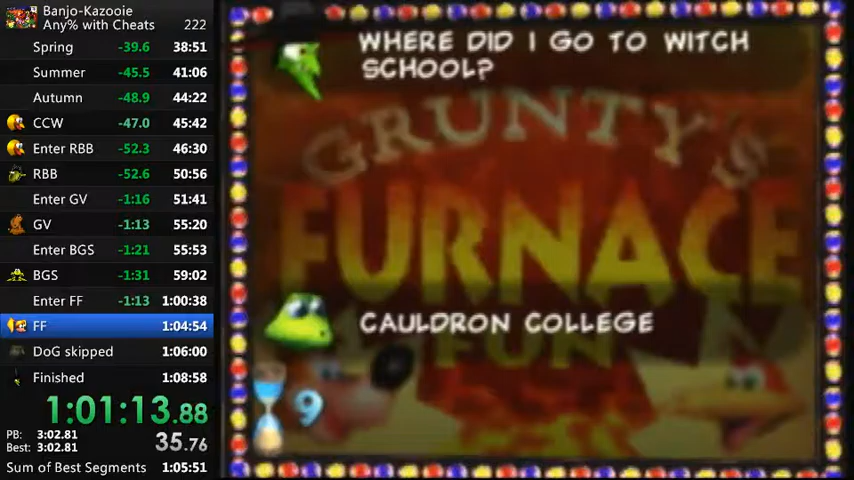 Banjo-Kazooie
Any% with Cheats 222
Spring -39.6 38:51
Summer -45.5 41:06
Autumn -48.9 44:22
CCW -47.0 45:42
Enter RBB -52.3 46:30
RBB -52.6 50:56
Enter GV -1:16 51:41
GV -1:13 55:20
Enter BGS -1:21 55:53
BGS -1:31 59:02
Enter FF -1:13 1:00:38
FF 1:04:54
DoG skipped 1:06:00
Finished 1:08:58
1:01:13.88
PB: 3:02.81
Best: 3:02.81
35.76
Sum of Best Segments 1:05:51
WHERE DID I GO TO WITCH
SCHOOL?
GRUNTY'S
FURNACE
FUN
CAULDRON COLLEGE
9